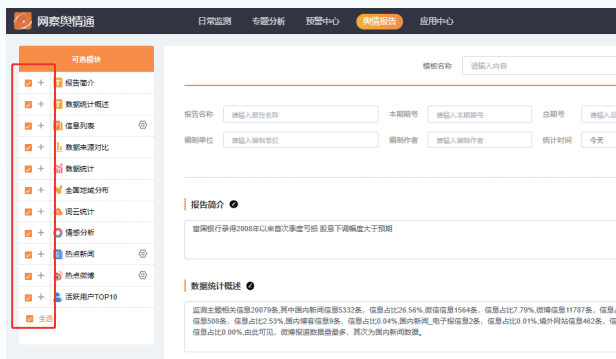 网察舆情通 日常监测 专题分析 预警中心 舆情报告 应用中心
可选模块
报告简介
数据统计概述
信息列表
数据来源对比
数据统计
全国地域分布
词云统计
情感分析
热点新闻
热点微博
活跃用户TOP10
全选
模板名称 请输入内容
报告名称 请输入报告名称 本期期号 请输入本期期号 总期号 请输入总
编制单位 请输入编制单位 编制作者 请输入编制作者 统计时间 今天
报告简介
富国银行录得2008年以来首次季度亏损 股息下调幅度大于预期
数据统计概述
监测主题相关信息20079条,其中国内新闻信息5332条，信息占比26.56%,微信信息1564条，信息占比7.79%,微博信息11787条，信息占
信息508条，信息占比2.53%,国内博客信息9条，信息占比0.04%,国内新闻_电子报信息2条，信息占比0.01%,境外网站信息462条，信
信息占比0.00%,由此可见，微博报道数据量最多，其次为国内新闻数据。